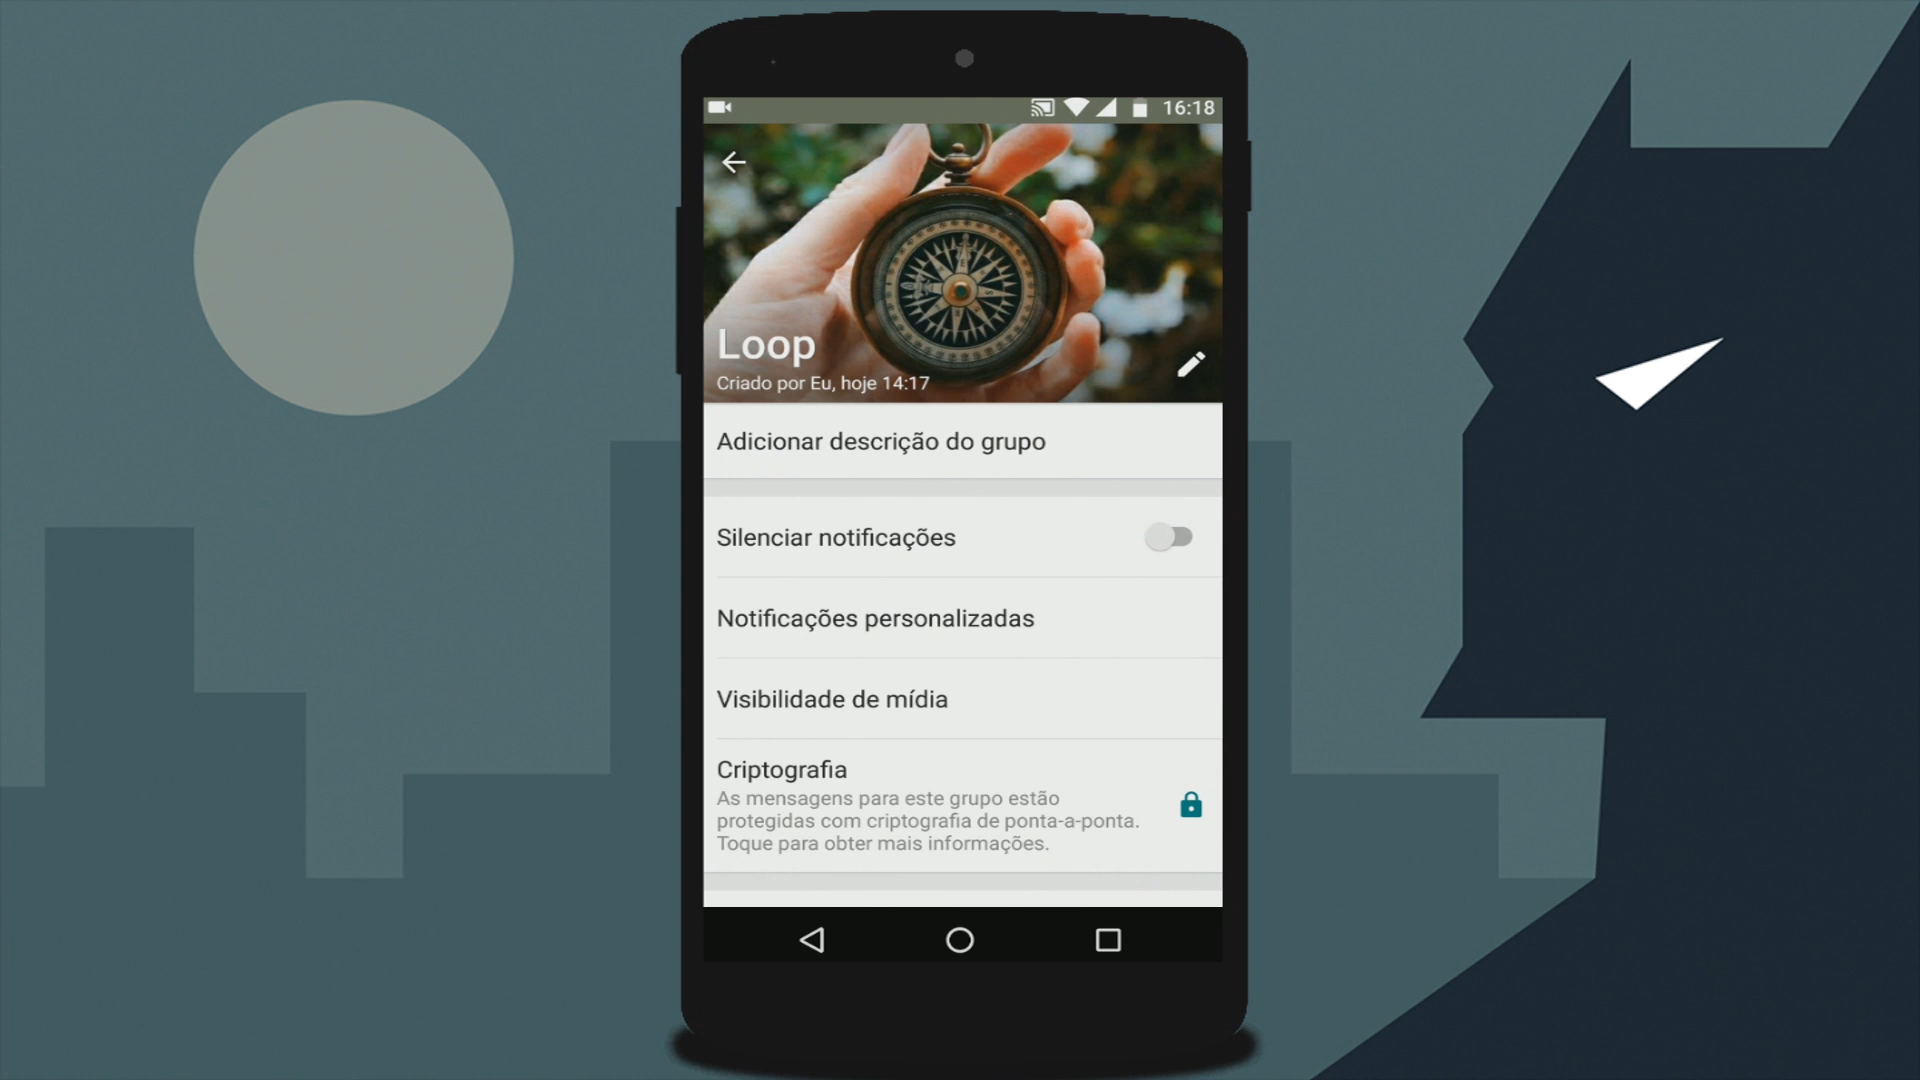 16:18
Loop
Criado por Eu, hoje 14:17
Adicionar descrição do grupo
Silenciar notificações
Notificações personalizadas
Visibilidade de mídia
Criptografia
As mensagens para este grupo estão
protegidas com criptografia de ponta-a-ponta.
Toque para obter mais informações.